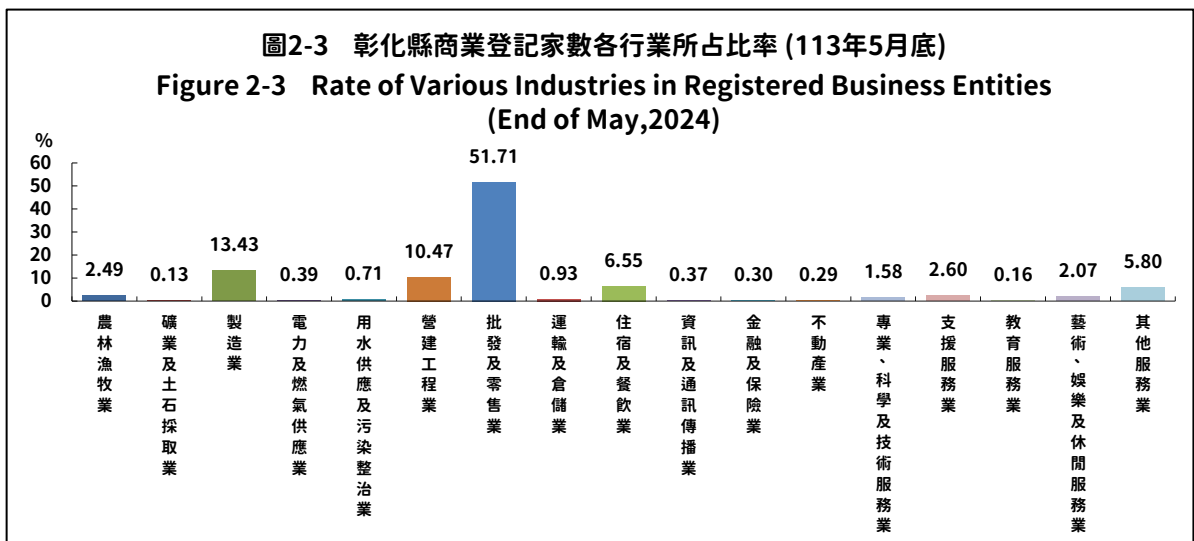 圖2-3 彰化縣商業登記家數各行業所占比率 (113年5月底)
Figure 2-3 Rate of Various Industries in Registered Business Entities
(End of May,2024)
%
60
50
40
30
20
10
0
2.49
0.13
13.43
0.39
0.71
10.47
51.71
0.93
6.55
0.37
0.30
0.29
1.58
2.60
0.16
2.07
5.80
農林漁牧業
礦業及土石採取業
製造業
電力及燃氣供應業
用水供應及污染整治業
營建工程業
批發及零售業
運輸及倉儲業
住宿及餐飲業
資訊及通訊傳播業
金融及保險業
不動產業
專業、科學及技術服務業
支援服務業
教育服務業
藝術、娛樂及休閒服務業
其他服務業